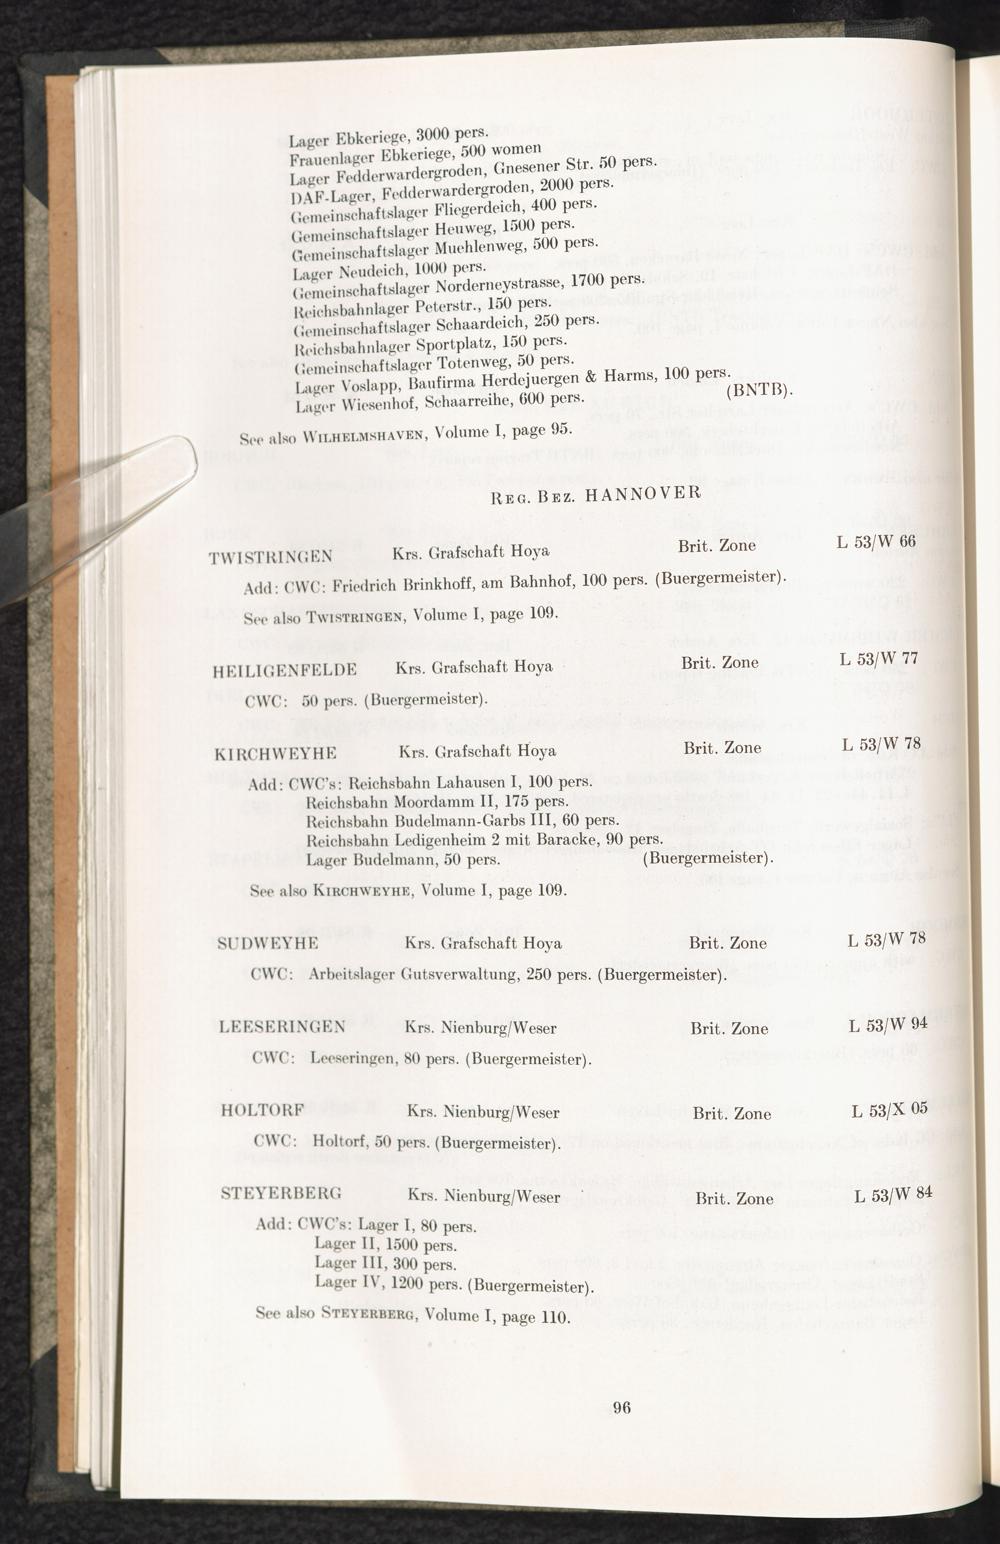 Lager Ebkeriege, 3000 pers.
Frauenlager Ebkeriege, 500 women
Lager Fedderwardergroden, Gnesener Str. 50 pers.
DAF-Lager, Fedderwardergroden, 2000 pers.
Gemeinschaftslager Fliegerdeich, 400 pers.
Gemeinschaftslager Heuweg, 1500 pers.
Gemeinschaftslager Muehlenweg, 500 pers.
Lager Neudeich, 1000 pers.
Gemeinschaftslager Norderneystrasse, 1700 pers.
Reichsbahnlager Peterstr., 150 pers.
Gemeinschaftslager Schaardeich, 250 pers.
Reichsbahnlager Sportplatz, 150 pers.
Gemeinschaftslager Totenweg, 50 pers.
Lager Voslapp, Baufirma Herdejuergen & Harms, 100 pers.
Lager Wiesenhof, Schaarreihe, 600 pers. (BNTB).
See also WILHELMSHAVEN, Volume I, page 95.
REG. BEZ. HANNOVER
TWISTRINGEN Krs. Grafschaft Hoya Brit. Zone L 53/W 66
Add: CWC: Friedrich Brinkhoff, am Bahnhof, 100 pers. (Buergermeister).
See also TWISTRINGEN, Volume I, page 109.
HEILIGENFELDE Krs. Grafschaft Hoya Brit. Zone L 53/W 77
CWC: 50 pers. (Buergermeister).
KIRCHWEYHE Krs. Grafschaft Hoya Brit. Zone L 53/W 78
Add: CWC's: Reichsbahn Lahausen I, 100 pers.
Reichsbahn Moordamm II, 175 pers.
Reichsbahn Budelmann-Garbs III, 60 pers.
Reichsbahn Ledigenheim 2 mit Baracke, 90 pers.
Lager Budelmann, 50 pers. (Buergermeister).
See also KIRCHWEYHE, Volume I, page 109.
SUDWEYHE Krs. Grafschaft Hoya Brit. Zone L 53/W 78
CWC: Arbeitslager Gutsverwaltung, 250 pers. (Buergermeister).
LEESERINGEN Krs. Nienburg/Weser Brit. Zone L 53/W 94
CWC: Leeseringen, 80 pers. (Buergermeister).
HOLTORF Krs. Nienburg/Weser Brit. Zone L 53/X 05
CWC: Holtorf, 50 pers. (Buergermeister).
STEYERBERG Krs. Nienburg/Weser Brit. Zone L 53/W 84
Add: CWC's: Lager I, 80 pers.
Lager II, 1500 pers.
Lager III, 300 pers.
Lager IV, 1200 pers. (Buergermeister).
See also STEYERBERG, Volume I, page 110.
96